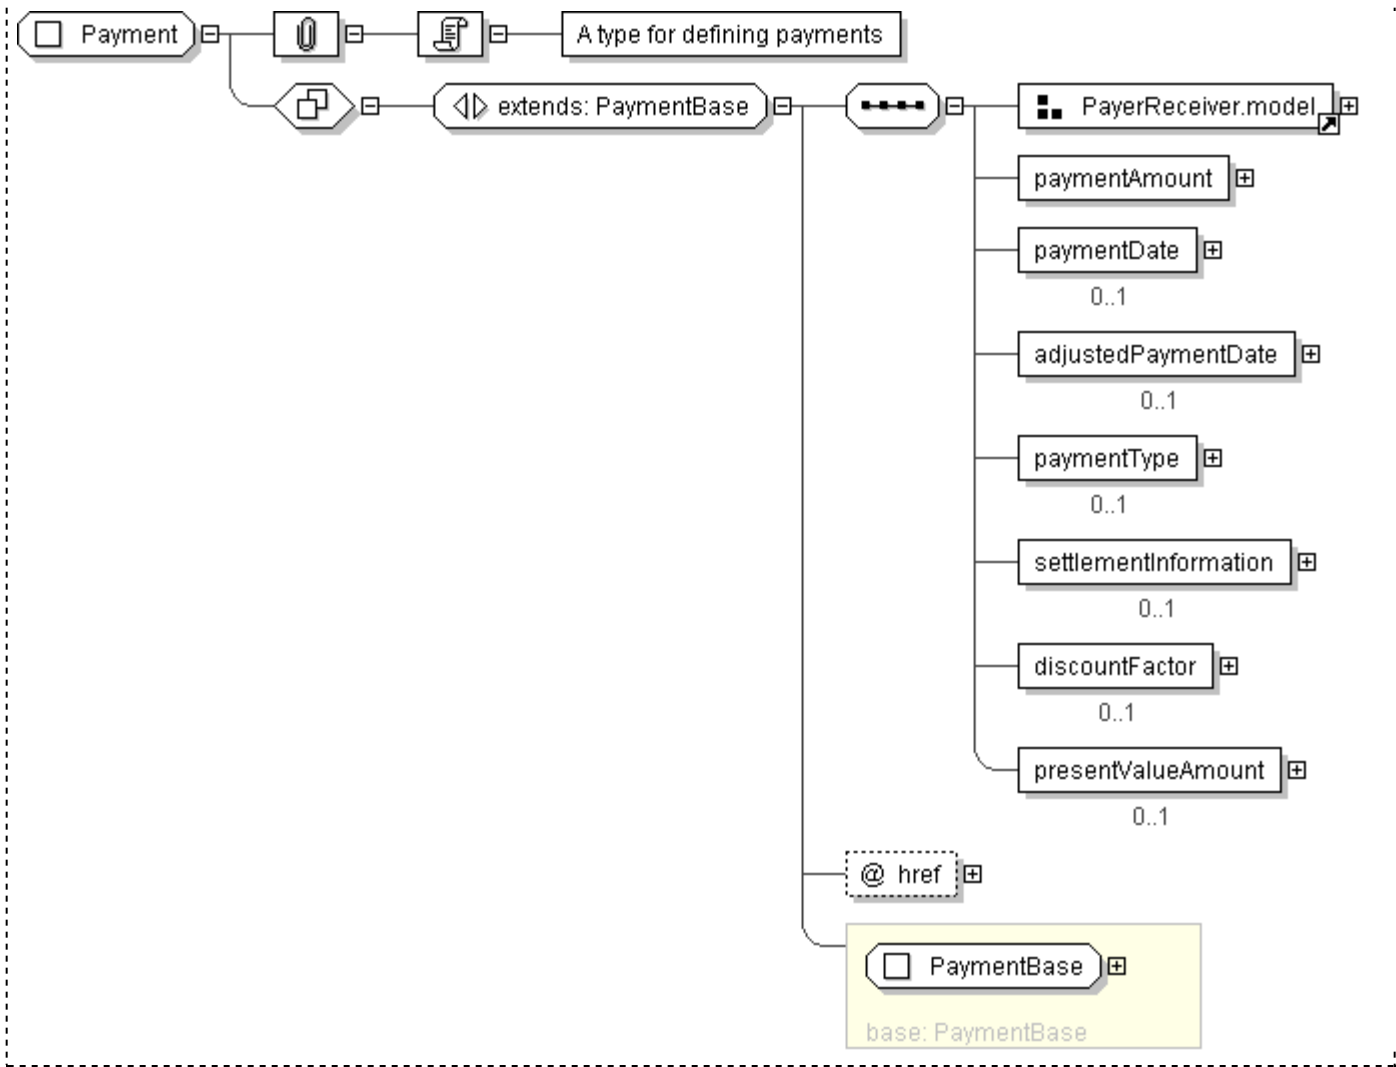 Payment
A type for defining payments
extends: PaymentBase
PayerReceiver.model
paymentAmount
paymentDate
0..1
adjustedPaymentDate
0..1
paymentType
0..1
settlementInformation
0..1
discountFactor
0..1
presentValueAmount
0..1
@ href
PaymentBase
base: PaymentBase